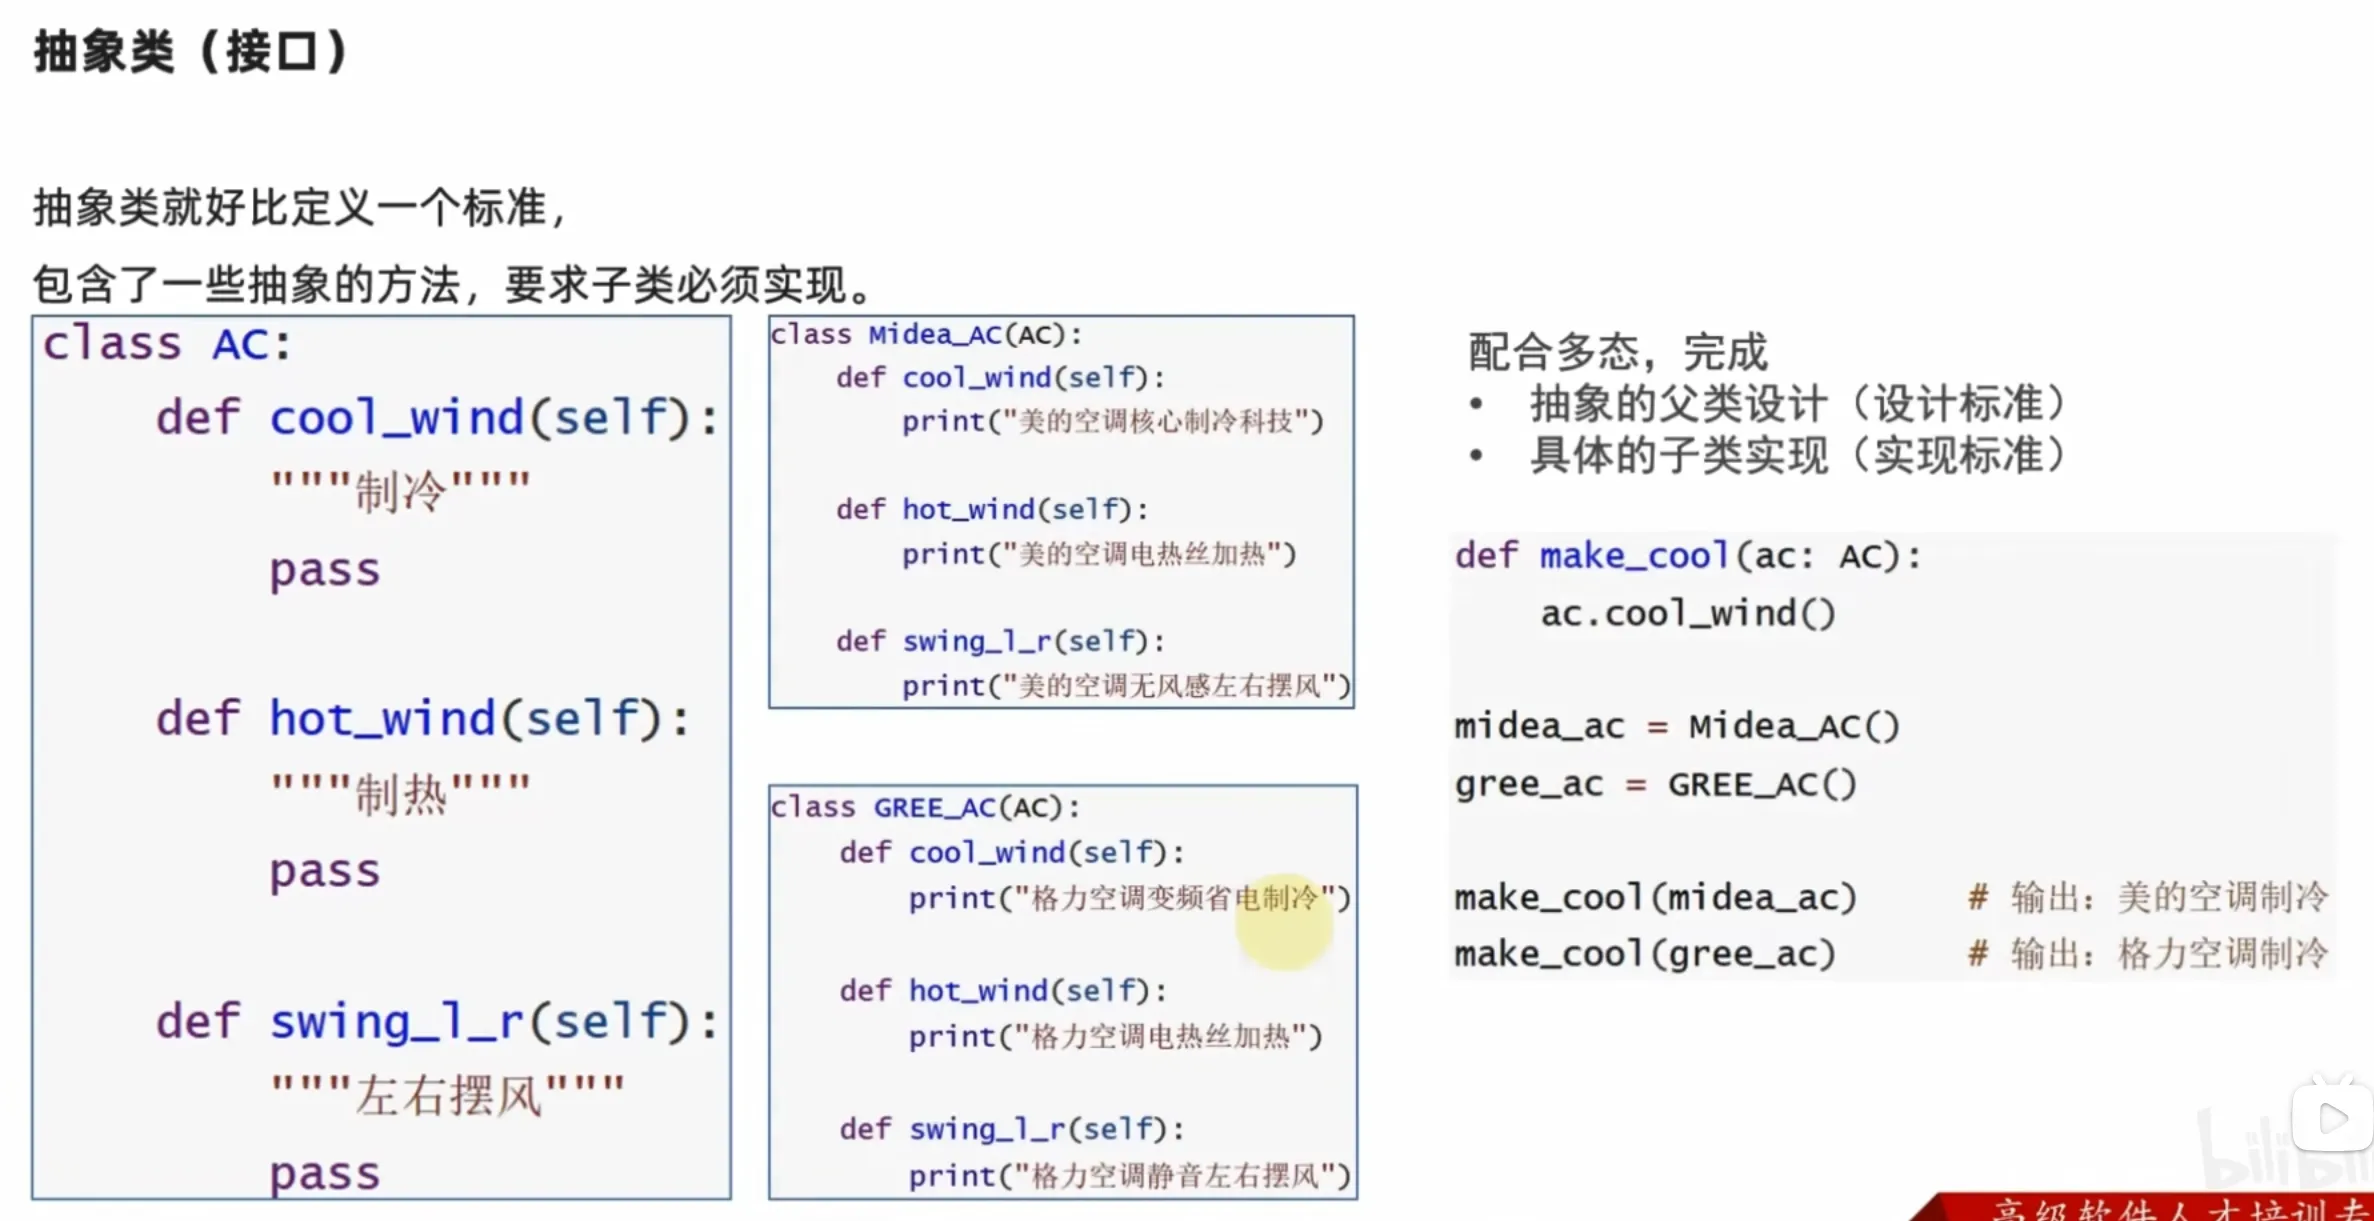 抽象类（接口）
抽象类就好比定义一个标准，
包含了一些抽象的方法，要求子类必须实现。
class AC:
    def cool_wind(self):
        """制冷"""
        pass
    def hot_wind(self):
        """制热"""
        pass
    def swing_l_r(self):
        """左右摆风"""
        pass
class Midea_AC(AC):
    def cool_wind(self):
        print("美的空调核心制冷科技")
    def hot_wind(self):
        print("美的空调电热丝加热")
    def swing_l_r(self):
        print("美的空调无风感左右摆风")
class GREE_AC(AC):
    def cool_wind(self):
        print("格力空调变频省电制冷")
    def hot_wind(self):
        print("格力空调电热丝加热")
    def swing_l_r(self):
        print("格力空调静音左右摆风")
配合多态，完成
• 抽象的父类设计（设计标准）
• 具体的子类实现（实现标准）
def make_cool(ac: AC):
    ac.cool_wind()
midea_ac = Midea_AC()
gree_ac = GREE_AC()
make_cool(midea_ac) # 输出：美的空调制冷
make_cool(gree_ac) # 输出：格力空调制冷
bilibili
高级软件人才培训专